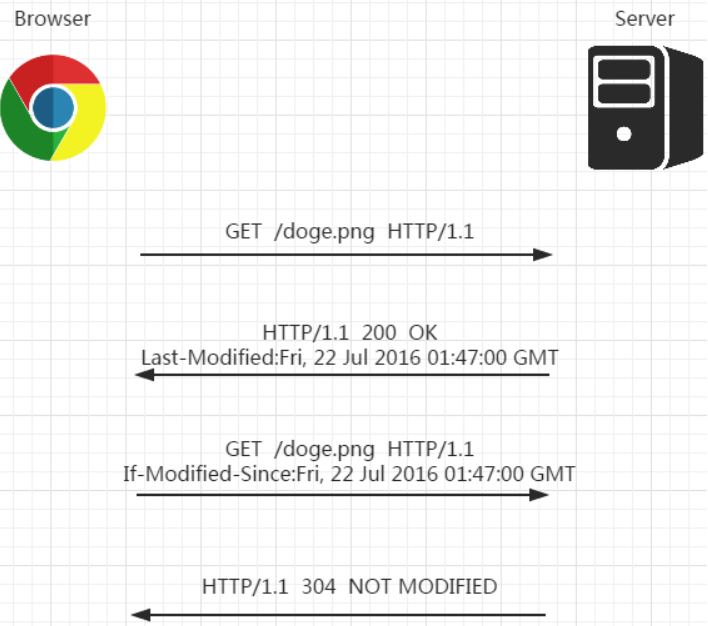 Browser
Server
GET /doge.png HTTP/1.1
HTTP/1.1 200 OK
Last-Modified:Fri, 22 Jul 2016 01:47:00 GMT
GET /doge.png HTTP/1.1
If-Modified-Since:Fri, 22 Jul 2016 01:47:00 GMT
HTTP/1.1 304 NOT MODIFIED